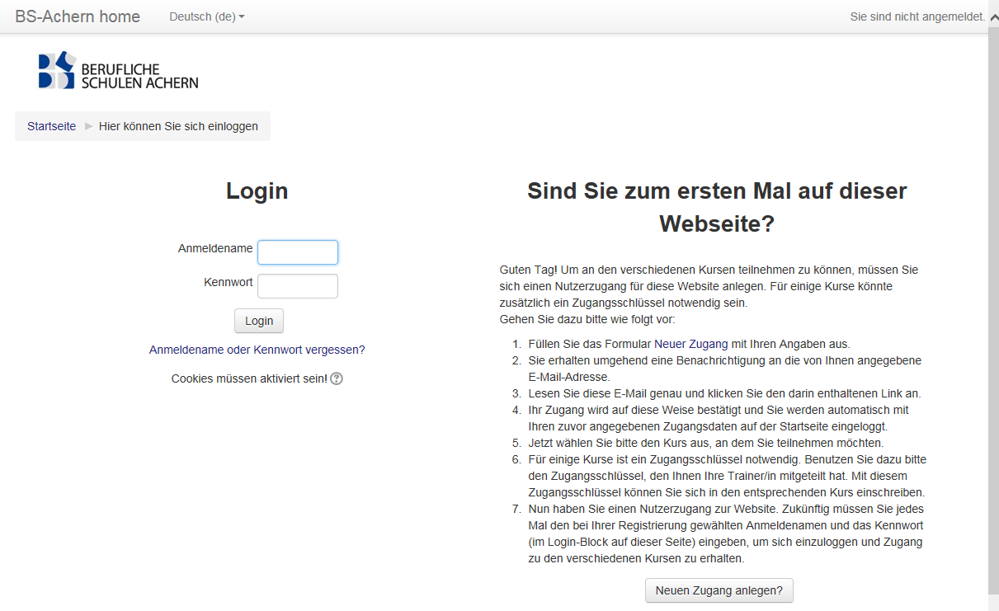 BS-Achern home Deutsch (de) Sie sind nicht angemeldet.
BERUFLICHE
SCHULEN ACHERN
Startseite ► Hier können Sie sich einloggen
Login
Anmeldename
Kennwort
Login
Anmeldename oder Kennwort vergessen?
Cookies müssen aktiviert sein! ?
Sind Sie zum ersten Mal auf dieser
Webseite?
Guten Tag! Um an den verschiedenen Kursen teilnehmen zu können, müssen Sie
sich einen Nutzerzugang für diese Website anlegen. Für einige Kurse könnte
zusätzlich ein Zugangsschlüssel notwendig sein.
Gehen Sie dazu bitte wie folgt vor:
1. Füllen Sie das Formular Neuer Zugang mit Ihren Angaben aus.
2. Sie erhalten umgehend eine Benachrichtigung an die von Ihnen angegebene
E-Mail-Adresse.
3. Lesen Sie diese E-Mail genau und klicken Sie den darin enthaltenen Link an.
4. Ihr Zugang wird auf diese Weise bestätigt und Sie werden automatisch mit
Ihren zuvor angegebenen Zugangsdaten auf der Startseite eingeloggt.
5. Jetzt wählen Sie bitte den Kurs aus, an dem Sie teilnehmen möchten.
6. Für einige Kurse ist ein Zugangsschlüssel notwendig. Benutzen Sie dazu bitte
den Zugangsschlüssel, den Ihnen Ihre Trainer/in mitgeteilt hat. Mit diesem
Zugangsschlüssel können Sie sich in den entsprechenden Kurs einschreiben.
7. Nun haben Sie einen Nutzerzugang zur Website. Zukünftig müssen Sie jedes
Mal den bei Ihrer Registrierung gewählten Anmeldenamen und das Kennwort
(im Login-Block auf dieser Seite) eingeben, um sich einzuloggen und Zugang
zu den verschiedenen Kursen zu erhalten.
Neuen Zugang anlegen?